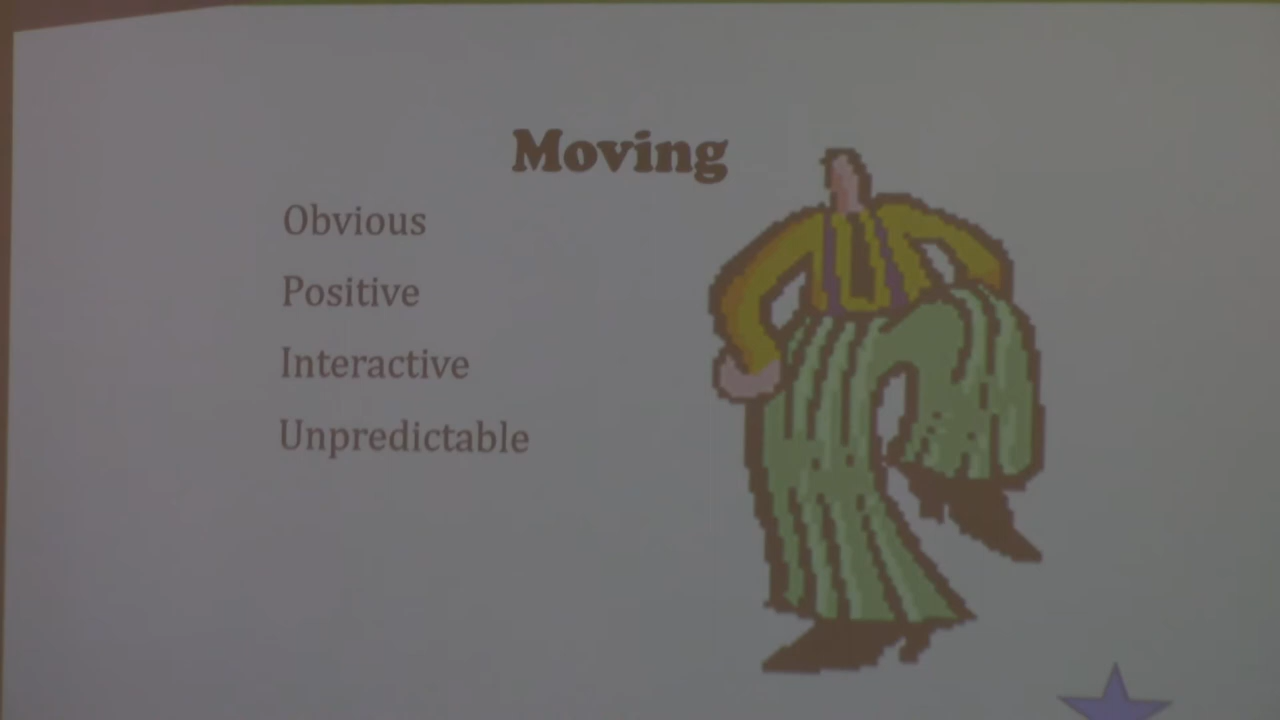 Moving
Obvious
Positive
Interactive
Unpredictable